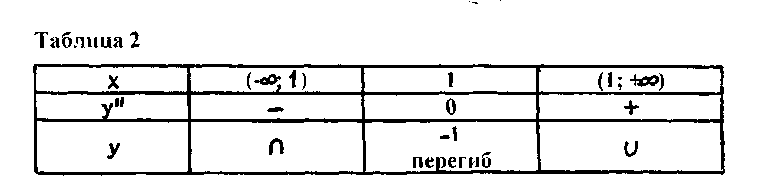 Таблица 2
x (-∞; 1) 1 (1; +∞)
y" - 0 +
y ∩ -1 ∪
перегиб